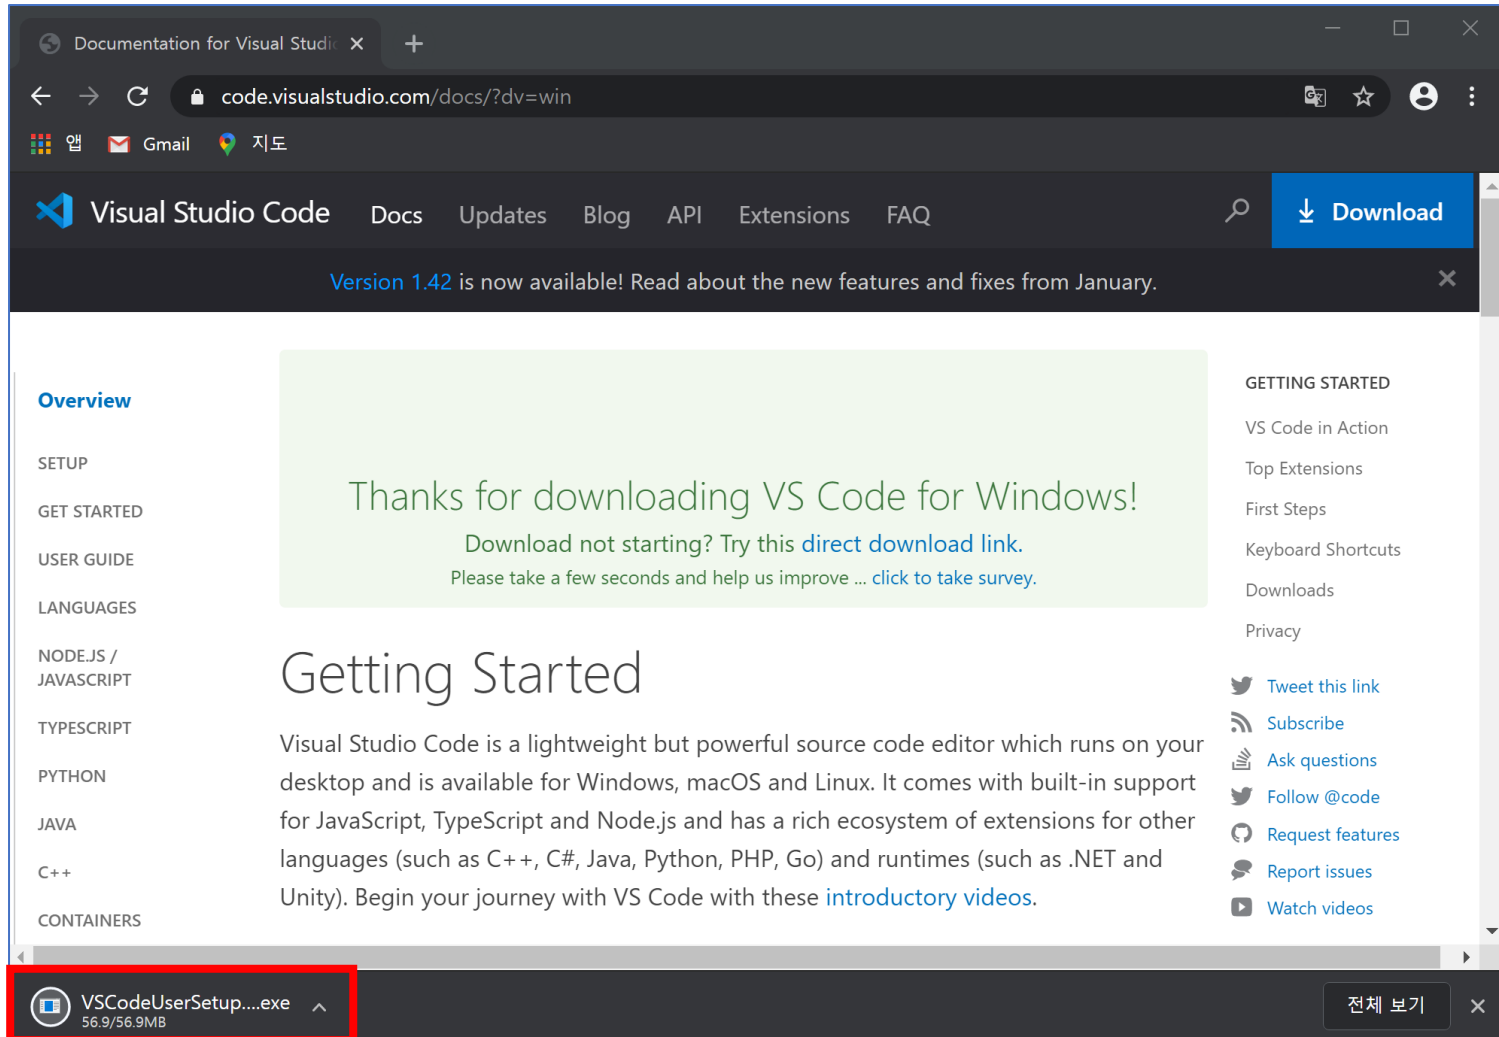 Documentation for Visual Studi
code.visualstudio.com/docs/?dv=win
앱 Gmail 지도
Visual Studio Code Docs Updates Blog API Extensions FAQ Download
Version 1.42 is now available! Read about the new features and fixes from January.
Overview
SETUP
GET STARTED
USER GUIDE
LANGUAGES
NODE.JS /
JAVASCRIPT
TYPESCRIPT
PYTHON
JAVA
C++
CONTAINERS
Thanks for downloading VS Code for Windows!
Download not starting? Try this direct download link.
Please take a few seconds and help us improve ... click to take survey.
Getting Started
Visual Studio Code is a lightweight but powerful source code editor which runs on your
desktop and is available for Windows, macOS and Linux. It comes with built-in support
for JavaScript, TypeScript and Node.js and has a rich ecosystem of extensions for other
languages (such as C++, C#, Java, Python, PHP, Go) and runtimes (such as .NET and
Unity). Begin your journey with VS Code with these introductory videos.
GETTING STARTED
VS Code in Action
Top Extensions
First Steps
Keyboard Shortcuts
Downloads
Privacy
Tweet this link
Subscribe
Ask questions
Follow @code
Request features
Report issues
Watch videos
VSCodeUserSetup....exe
56.9/56.9MB
전체 보기